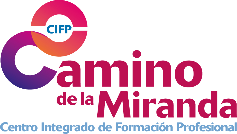 CIFP
Camino
de la Miranda
Centro Integrado de Formación Profesional